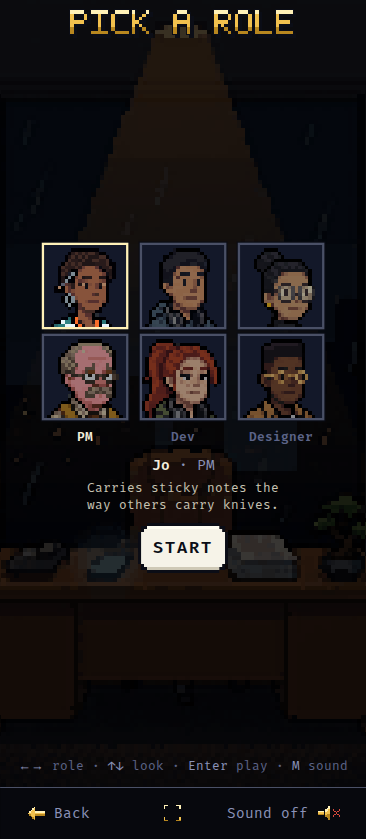 PICK A ROLE
PM Dev Designer
Jo · PM
Carries sticky notes the
way others carry knives.
START
←→ role · ↑↓ look · Enter play · M sound
Back Sound off